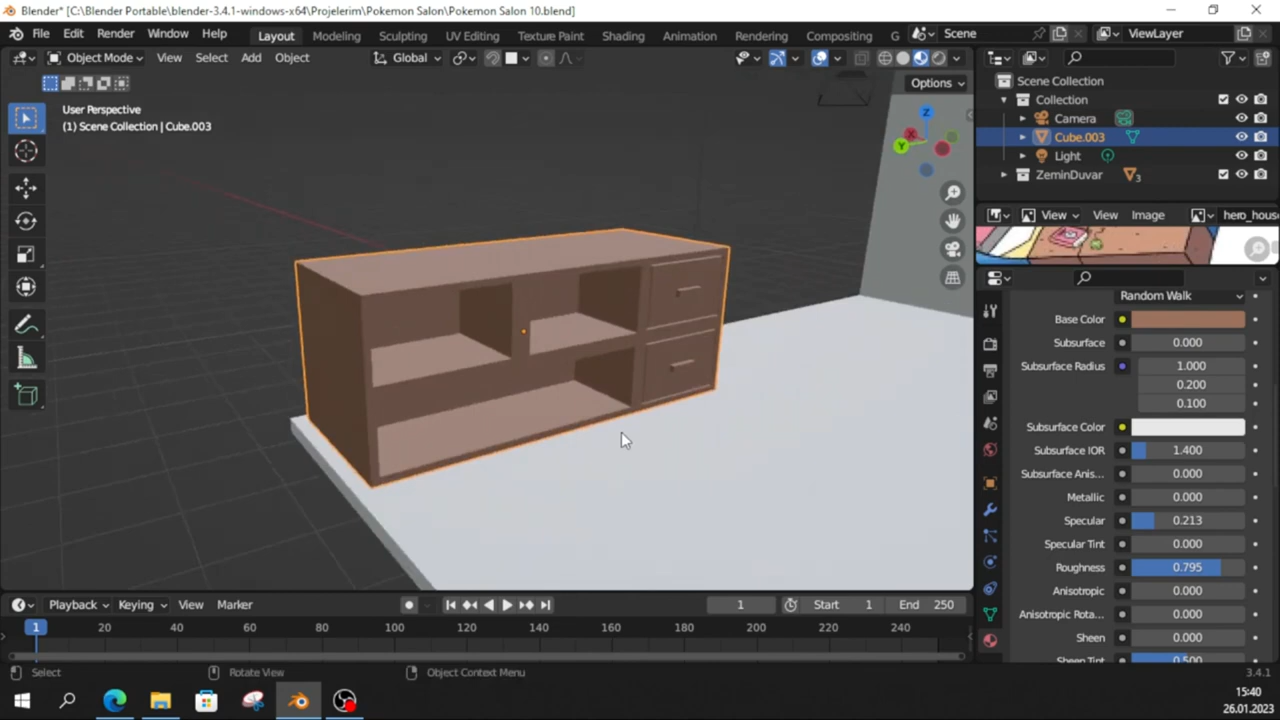 Blender* [C:\Blender Portable\blender-3.4.1-windows-x64\Projelerim\Pokemon Salon\Pokemon Salon 10.blend]
File Edit Render Window Help Layout Modeling Sculpting UV Editing Texture Paint Shading Animation Rendering Compositing G Scene ViewLayer
Object Mode View Select Add Object Global
Options
User Perspective
(1) Scene Collection | Cube.003
Z
X
Y
Scene Collection
Collection
Camera
Cube.003
Light
ZeminDuvar 3
View View Image hero_hous
Random Walk
Base Color
Subsurface 0.000
Subsurface Radius 1.000
0.200
0.100
Subsurface Color
Subsurface IOR 1.400
Subsurface Anis... 0.000
Metallic 0.000
Specular 0.213
Specular Tint 0.000
Roughness 0.795
Anisotropic 0.000
Anisotropic Rota... 0.000
Sheen 0.000
Sheen Tint 0.500
Playback Keying View Marker 1 Start 1 End 250
1 20 40 60 80 100 120 140 160 180 200 220 240
Select Rotate View Object Context Menu 3.4.1
15:40
26.01.2023